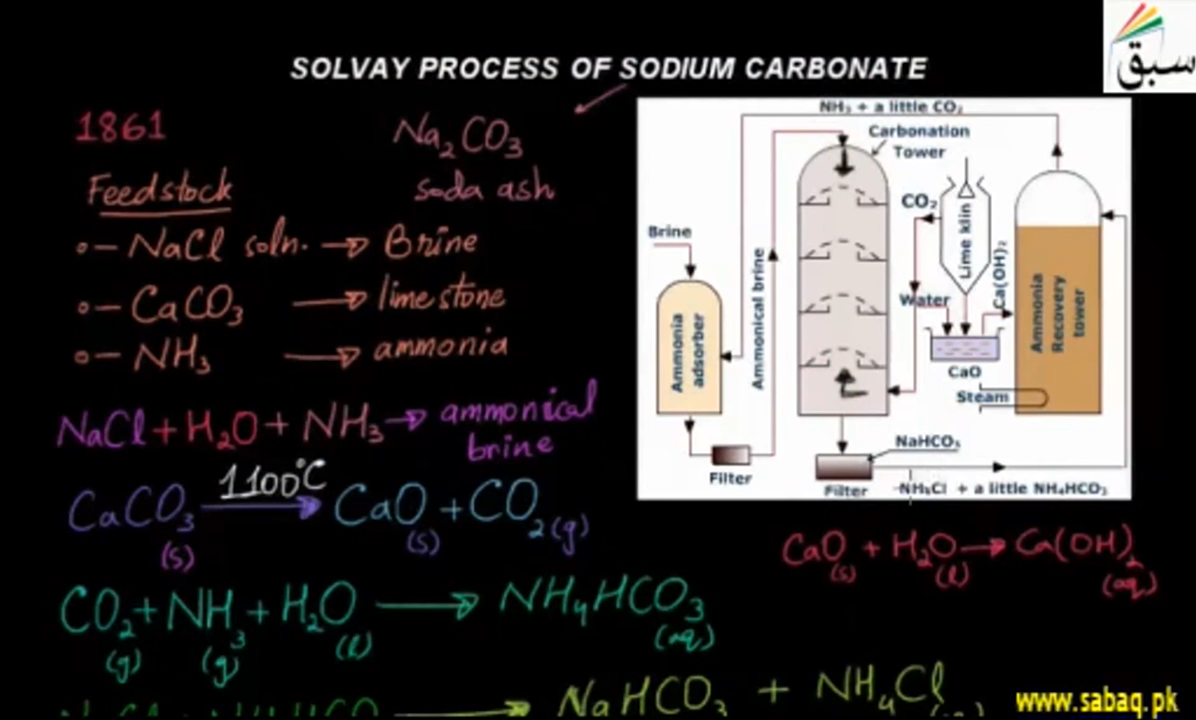 سبق
SOLVAY PROCESS OF SODIUM CARBONATE
1861
Na₂CO₃
soda ash
Feedstock
- NaCl soln. → Brine
- CaCO₃ → limestone
- NH₃ → ammonia
NaCl + H₂O + NH₃ → ammonical brine
CaCO₃ (s) 1100°C → CaO (s) + CO₂ (g)
CO₂ (g) + NH₃ (g) + H₂O (l) → NH₄HCO₃ (aq)
NaHCO₃ + NH₄Cl
NH₃ + a little CO₂
Carbonation
Tower
CO₂
Lime klin
Ca(OH)₂
Brine
Ammonia
adsorber
Ammonical brine
Water
Ammonia
Recovery
tower
CaO
Steam
NaHCO₃
Filter
Filter
NH₄Cl + a little NH₄HCO₃
CaO (s) + H₂O (l) → Ca(OH)₂ (aq)
www.sabaq.pk